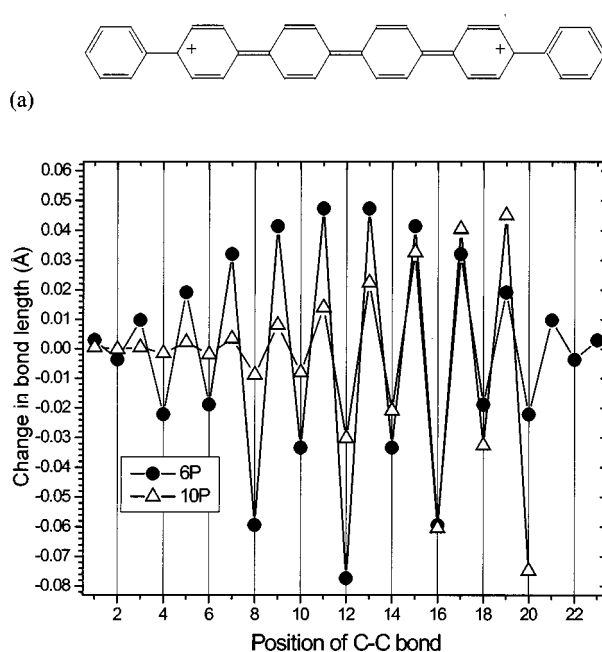 + +
(a)
0.06
0.05
0.04
0.03
0.02
0.01
0.00
-0.01
-0.02
-0.03
-0.04
-0.05
-0.06
-0.07
-0.08
Change in bond length (Å)
6P
10P
2 4 6 8 10 12 14 16 18 20 22
Position of C-C bond